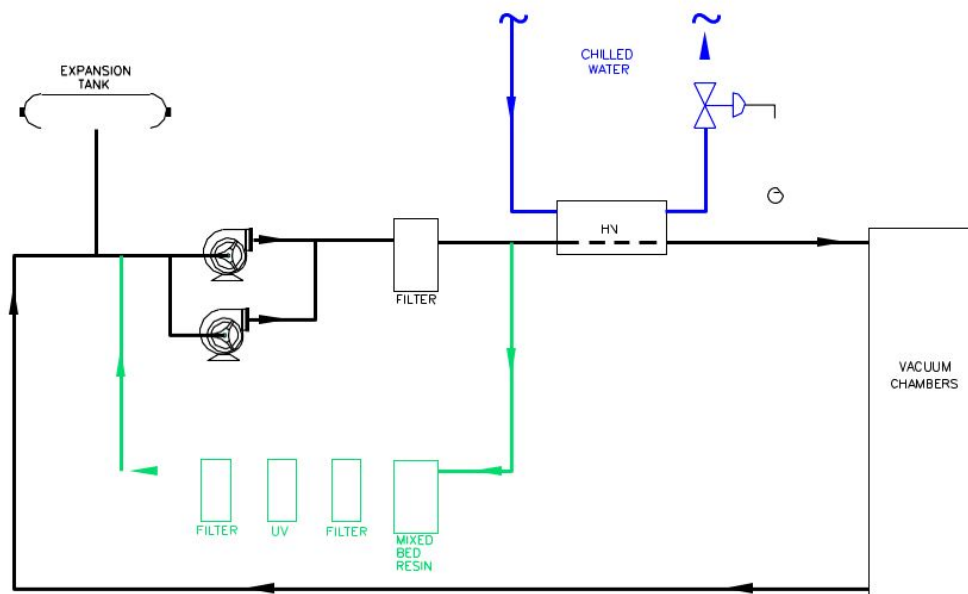 EXPANSION
TANK
CHILLED
WATER
HX
FILTER
VACUUM
CHAMBERS
FILTER
UV
FILTER
MIXED
BED
RESIN